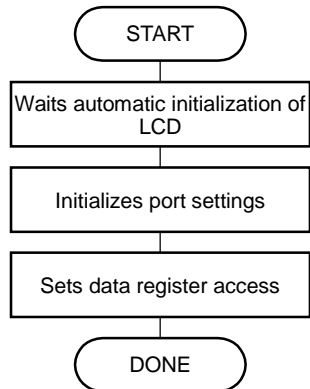 START
Waits automatic initialization of
LCD
Initializes port settings
Sets data register access
DONE